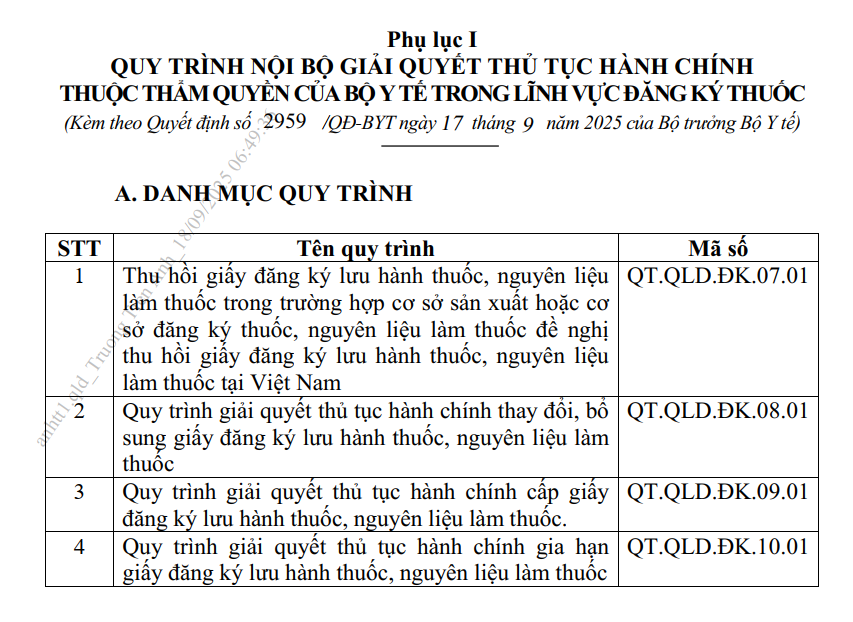 Phụ lục I
QUY TRÌNH NỘI BỘ GIẢI QUYẾT THỦ TỤC HÀNH CHÍNH
THUỘC THẨM QUYỀN CỦA BỘ Y TẾ TRONG LĨNH VỰC ĐĂNG KÝ THUỐC
(Kèm theo Quyết định số 2959 /QĐ-BYT ngày 17 tháng 9 năm 2025 của Bộ trưởng Bộ Y tế)
A. DANH MỤC QUY TRÌNH
STT Tên quy trình Mã số
1 Thu hồi giấy đăng ký lưu hành thuốc, nguyên liệu QT.QLD.ĐK.07.01
làm thuốc trong trường hợp cơ sở sản xuất hoặc cơ
sở đăng ký thuốc, nguyên liệu làm thuốc đề nghị
thu hồi giấy đăng ký lưu hành thuốc, nguyên liệu
làm thuốc tại Việt Nam
2 Quy trình giải quyết thủ tục hành chính thay đổi, bổ QT.QLD.ĐK.08.01
sung giấy đăng ký lưu hành thuốc, nguyên liệu làm
thuốc
3 Quy trình giải quyết thủ tục hành chính cấp giấy QT.QLD.ĐK.09.01
đăng ký lưu hành thuốc, nguyên liệu làm thuốc.
4 Quy trình giải quyết thủ tục hành chính gia hạn QT.QLD.ĐK.10.01
giấy đăng ký lưu hành thuốc, nguyên liệu làm thuốc